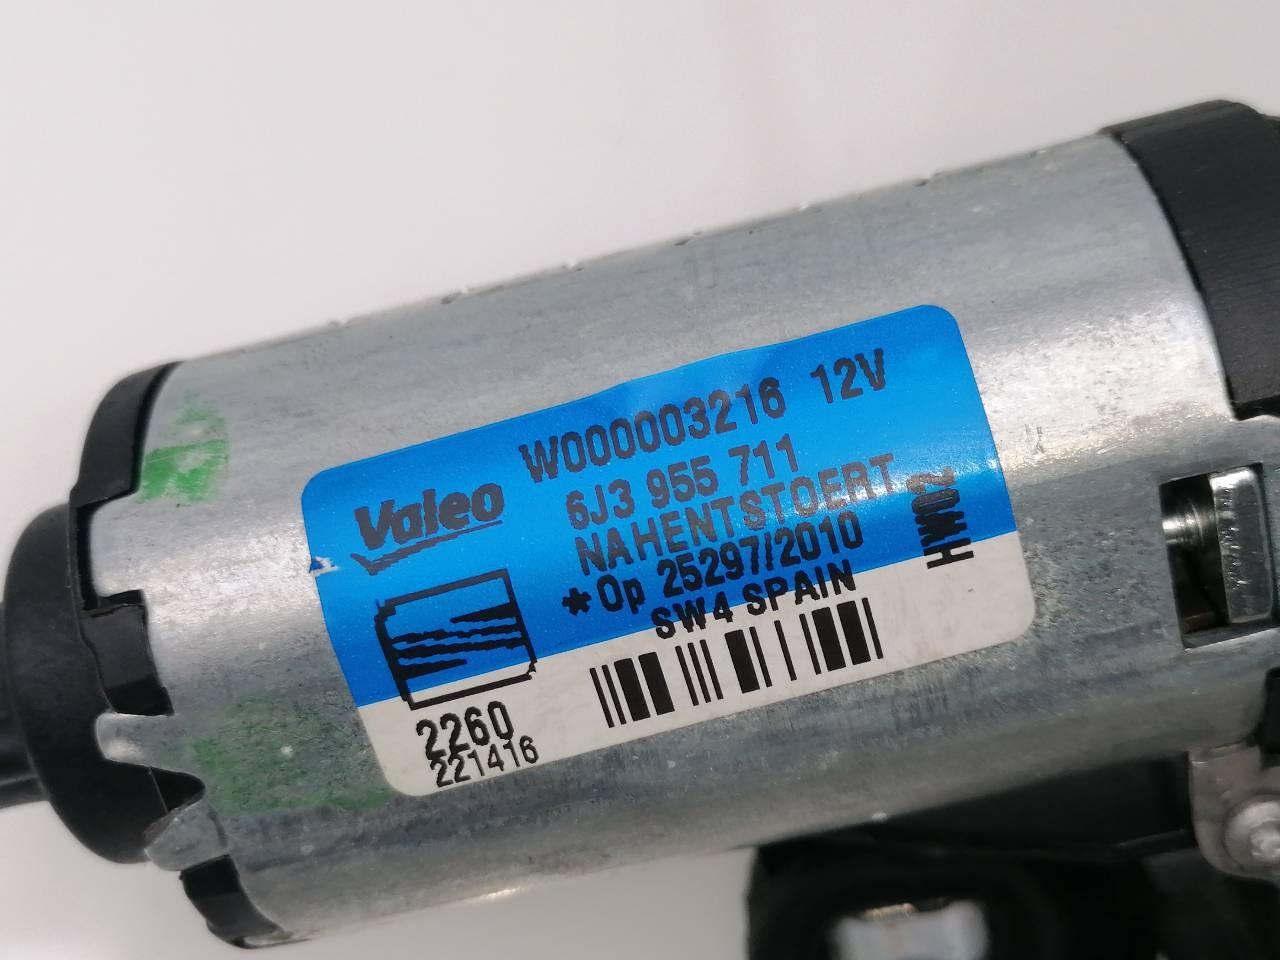 Valeo
W000003216 12V
6J3 955 711
NAHENTSTOERT
*Op 25297/2010
SW4 SPAIN
HW02
2260
221416